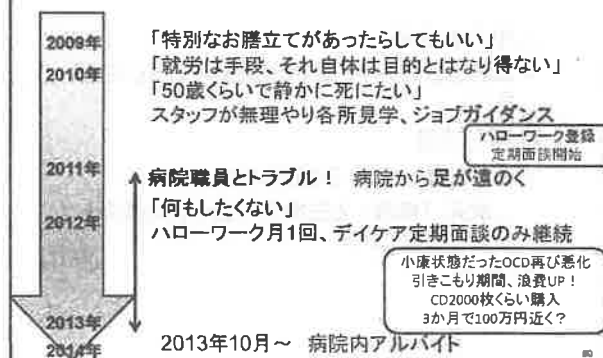 2009年
「特別なお膳立てがあったらしてもいい」
2010年
「就労は手段、それ自体は目的とはなり得ない」
「50歳くらいで静かに死にたい」
スタッフが無理やり各所見学、ジョブガイダンス
ハローワーク登録
定期面談開始
2011年
病院職員とトラブル！ 病院から足が遠のく
「何もしたくない」
2012年
ハローワーク月1回、デイケア定期面談のみ継続
小康状態だったOCD再び悪化
引きこもり期間、浪費UP！
CD2000枚くらい購入
3か月で100万円近く？
2013年
2013年10月～ 病院内アルバイト
2014年